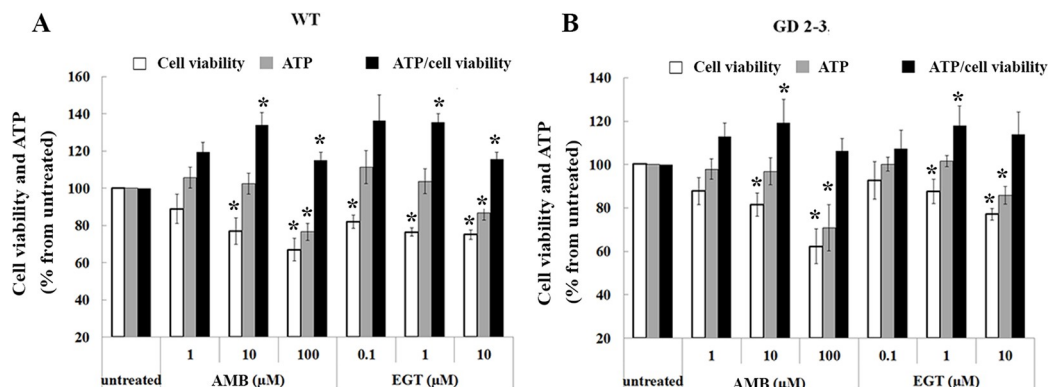 A
WT
Cell viability ATP ATP/cell viability
Cell viability and ATP
(% from untreated)
160
140
120
100
80
60
40
20
* * * * * * * * * * * *
1 10 100 0.1 1 10
untreated AMB (µM) EGT (µM)
B
GD 2-3.
Cell viability ATP ATP/cell viability
Cell viability and ATP
(% from untreated)
140
120
100
80
60
40
20
* * * * * * * *
1 10 100 0.1 1 10
untreated AMB (µM) EGT (µM)